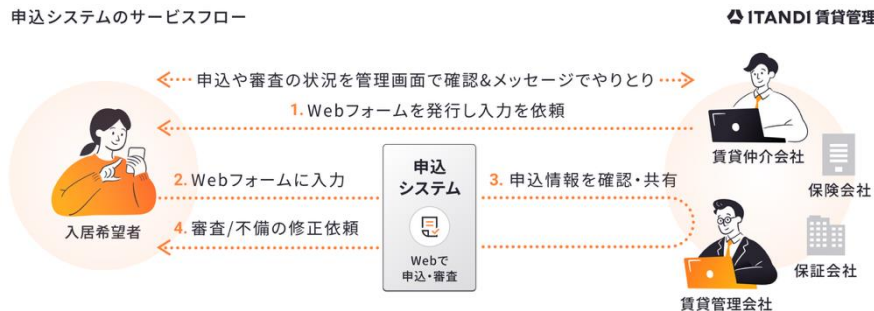 申込システムのサービスフロー
ITANDI 賃貸管理
申込や審査の状況を管理画面で確認&メッセージでやりとり
1. Webフォームを発行し入力を依頼
賃貸仲介会社
保険会社
申込
システム
2. Webフォームに入力
3. 申込情報を確認・共有
入居希望者
4. 審査/不備の修正依頼
Webで
申込・審査
保証会社
賃貸管理会社